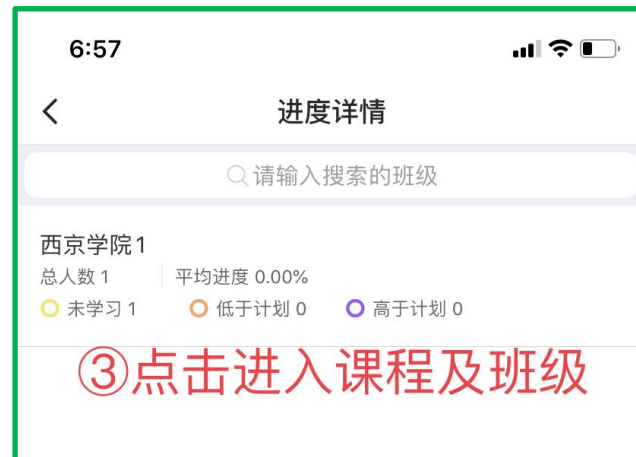 6:57
进度详情
请输入搜索的班级
西京学院1
总人数 1 平均进度 0.00%
未学习 1 低于计划 0 高于计划 0
③点击进入课程及班级